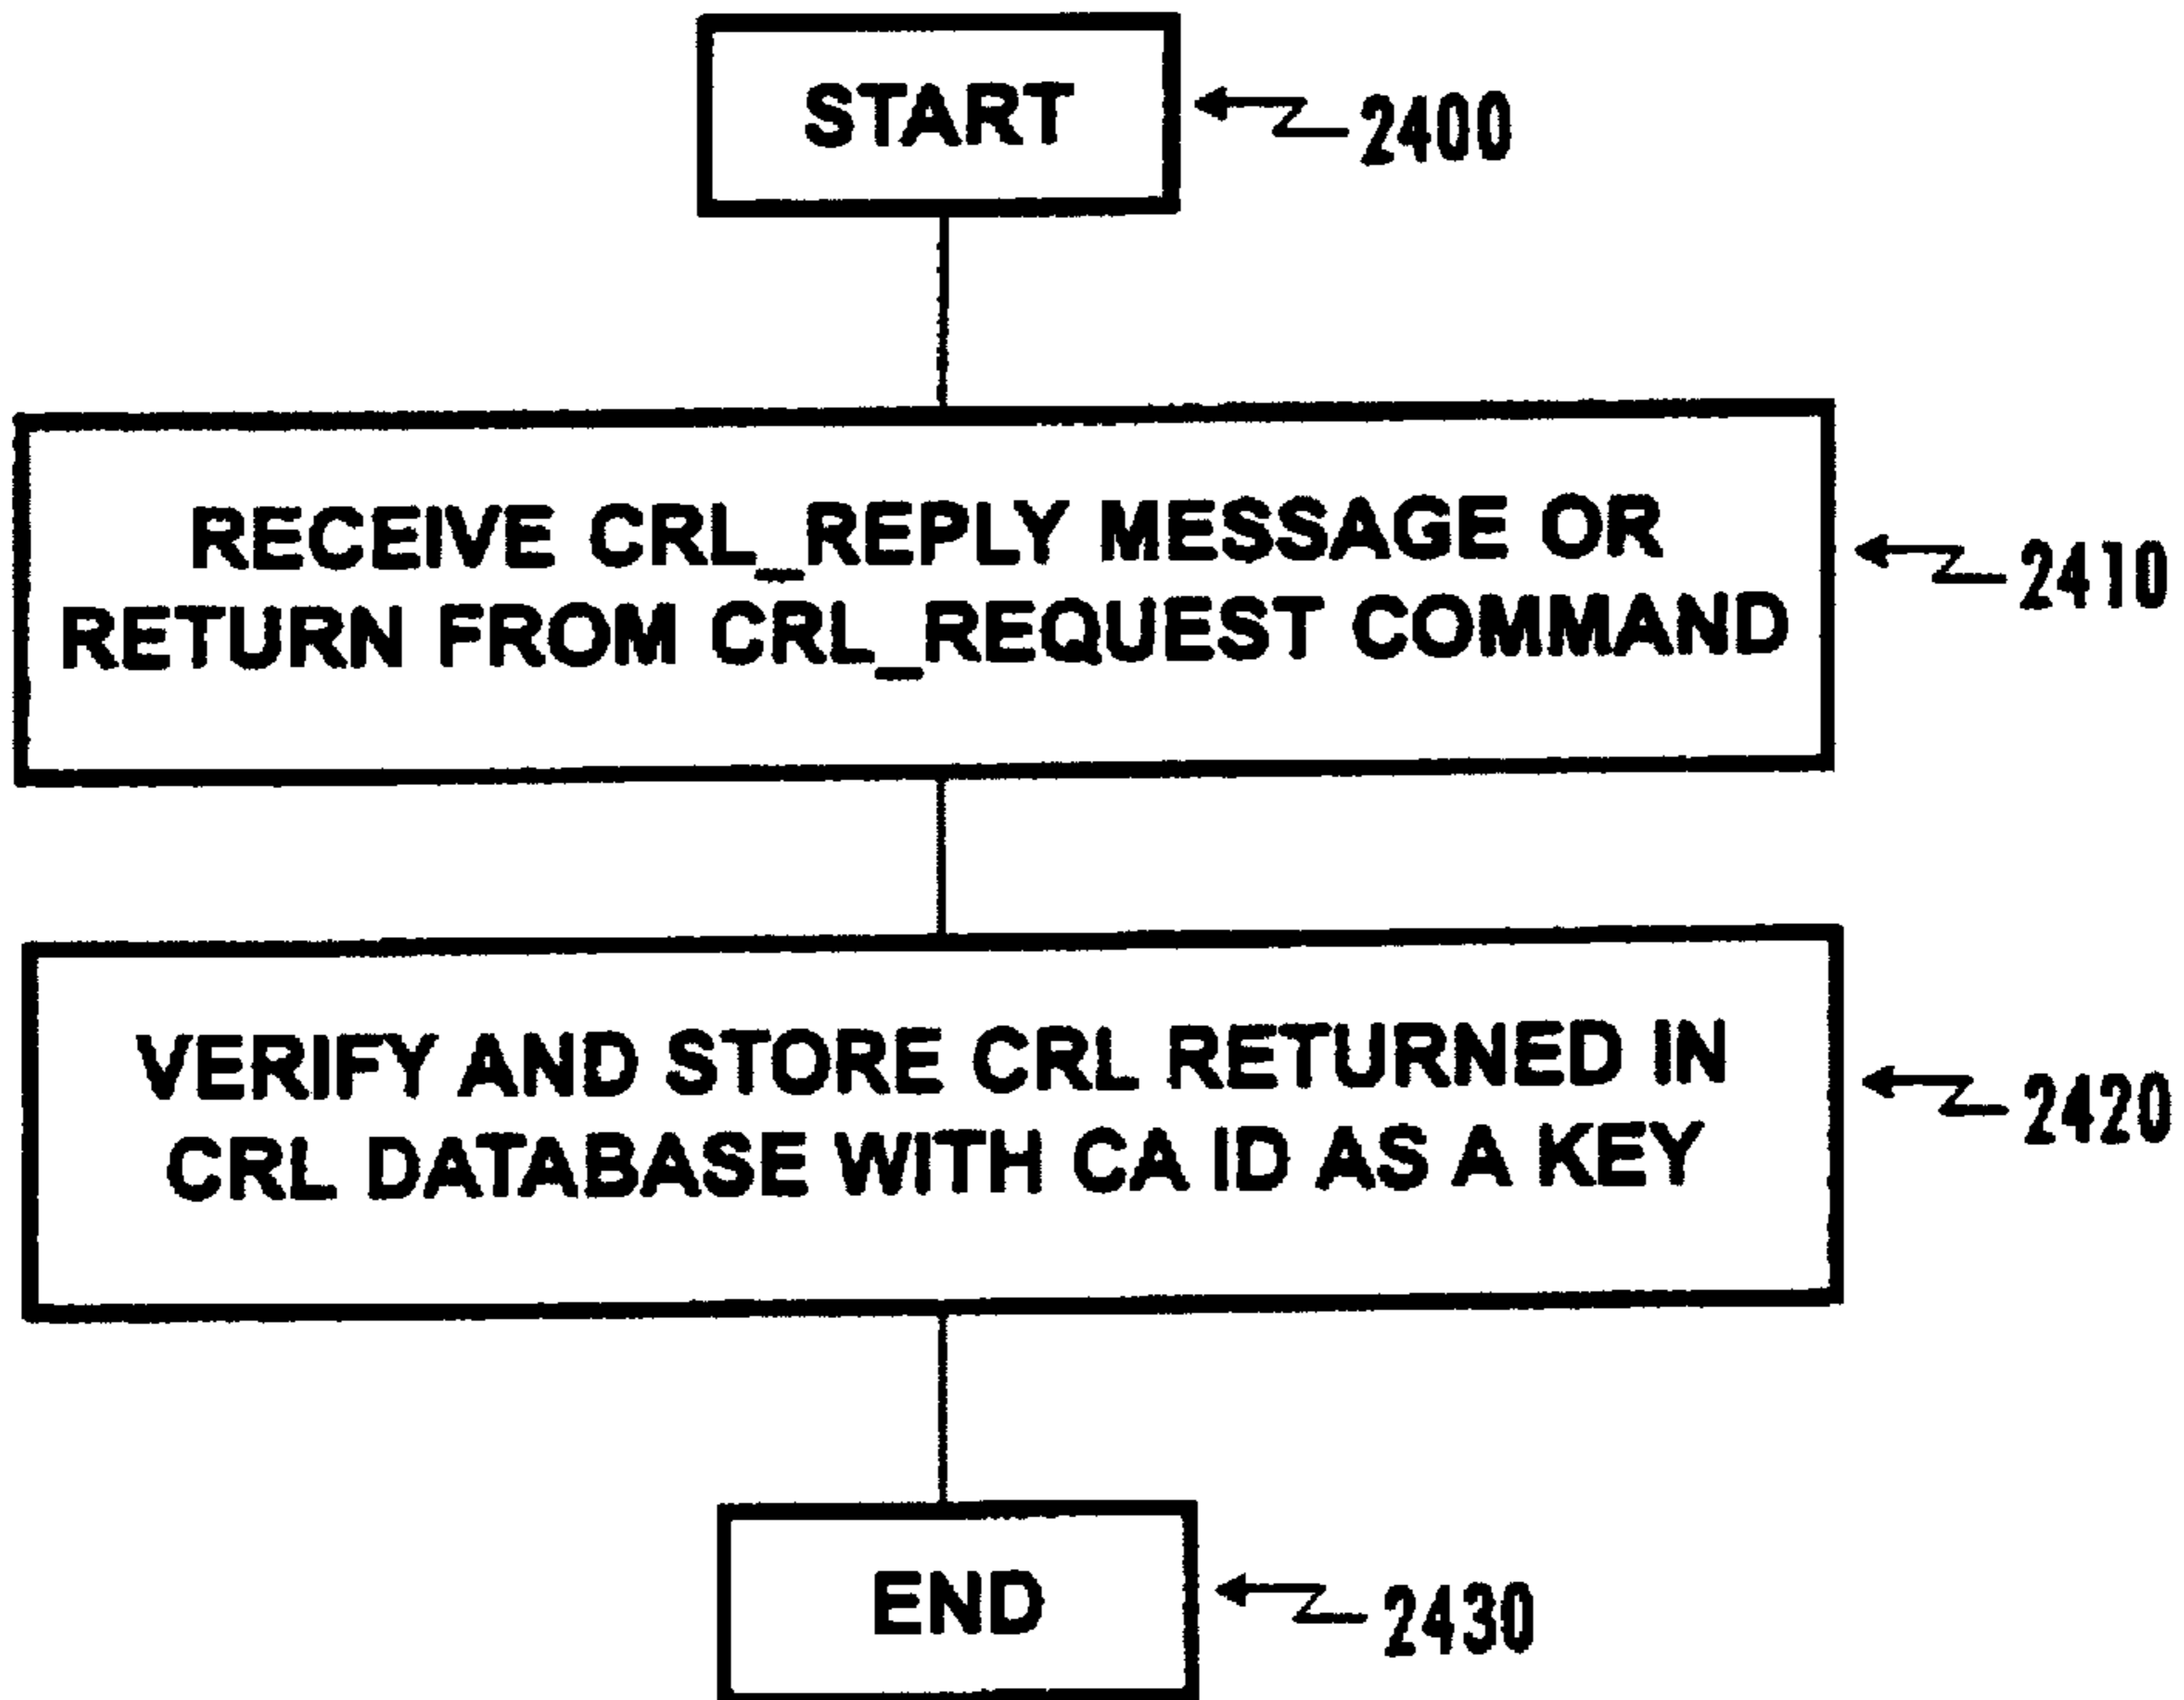 START
2400
RECEIVE CRL_REPLY MESSAGE OR
RETURN FROM CRL_REQUEST COMMAND
2410
VERIFY AND STORE CRL RETURNED IN
CRL DATABASE WITH CA ID AS A KEY
2420
END
2430